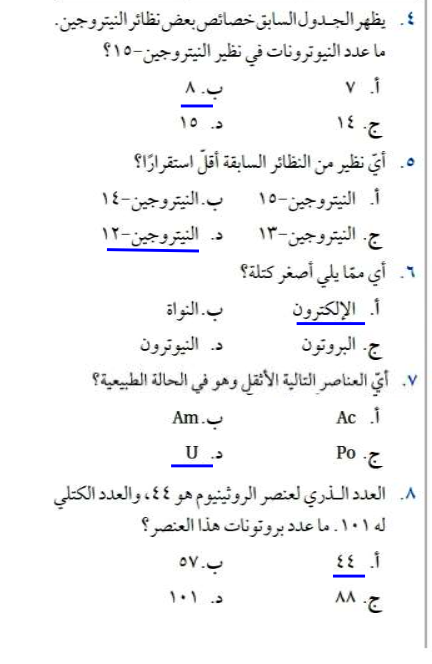 ٤. يظهر الجدول السابق خصائص بعض نظائر النيتروجين.
ما عدد النيوترونات في نظير النيتروجين-١٥؟
أ. ٧ ب. ٨
ج. ١٤ د. ١٥
٥. أيّ نظير من النظائر السابقة أقلّ استقرارًا؟
أ. النيتروجين-١٥ ب. النيتروجين-١٤
ج. النيتروجين-١٣ د. النيتروجين-١٢
٦. أي ممّا يلي أصغر كتلة؟
أ. الإلكترون ب. النواة
ج. البروتون د. النيوترون
٧. أيّ العناصر التالية الأثقل وهو في الحالة الطبيعية؟
أ. Ac ب. Am
ج. Po د. U
٨. العدد الـذري لعنصر الروثينيوم هو ٤٤، والعدد الكتلي
له ١٠١. ما عدد بروتونات هذا العنصر؟
أ. ٤٤ ب. ٥٧
ج. ٨٨ د. ١٠١